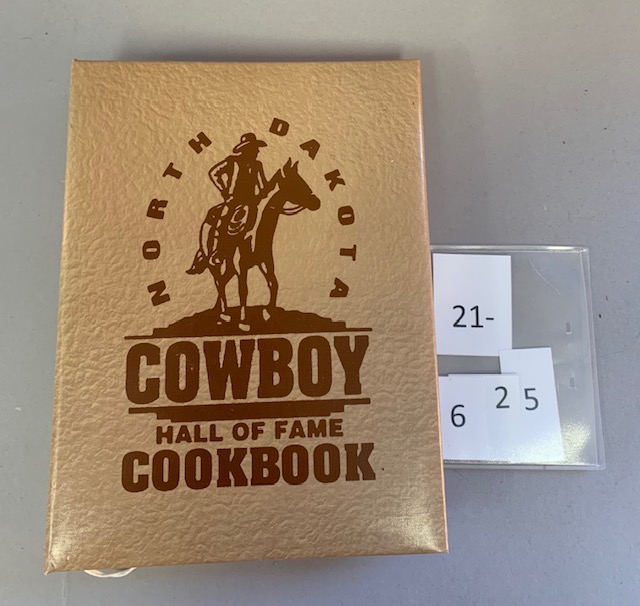 NORTH DAKOTA
COWBOY
HALL OF FAME
COOKBOOK
21-
6 2 5